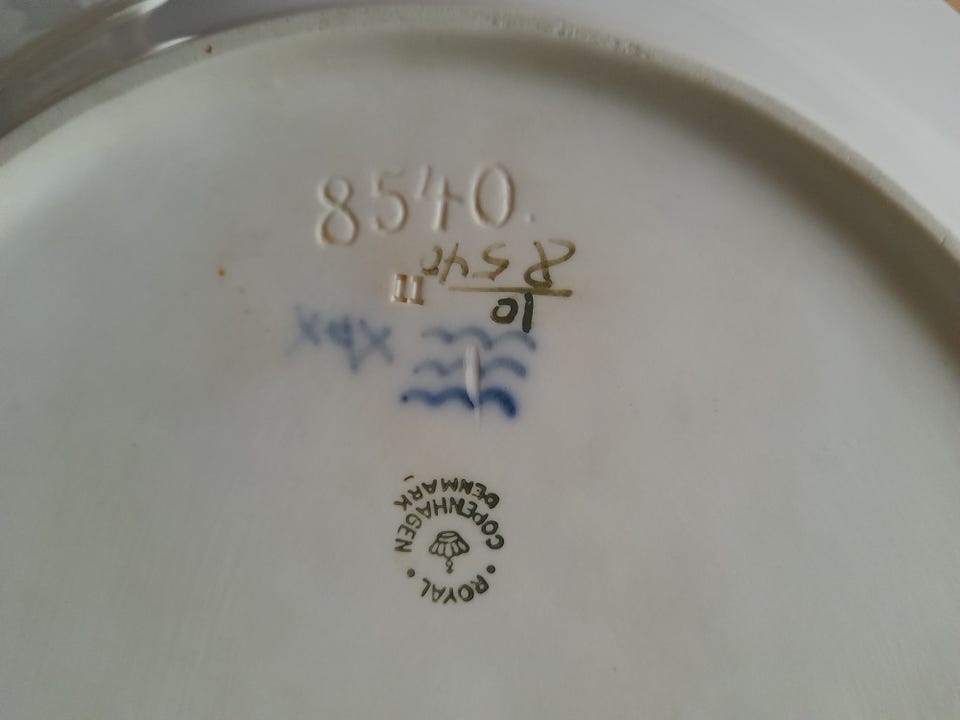 8540.
II
10
8540
ROYAL
COPENHAGEN
DENMARK